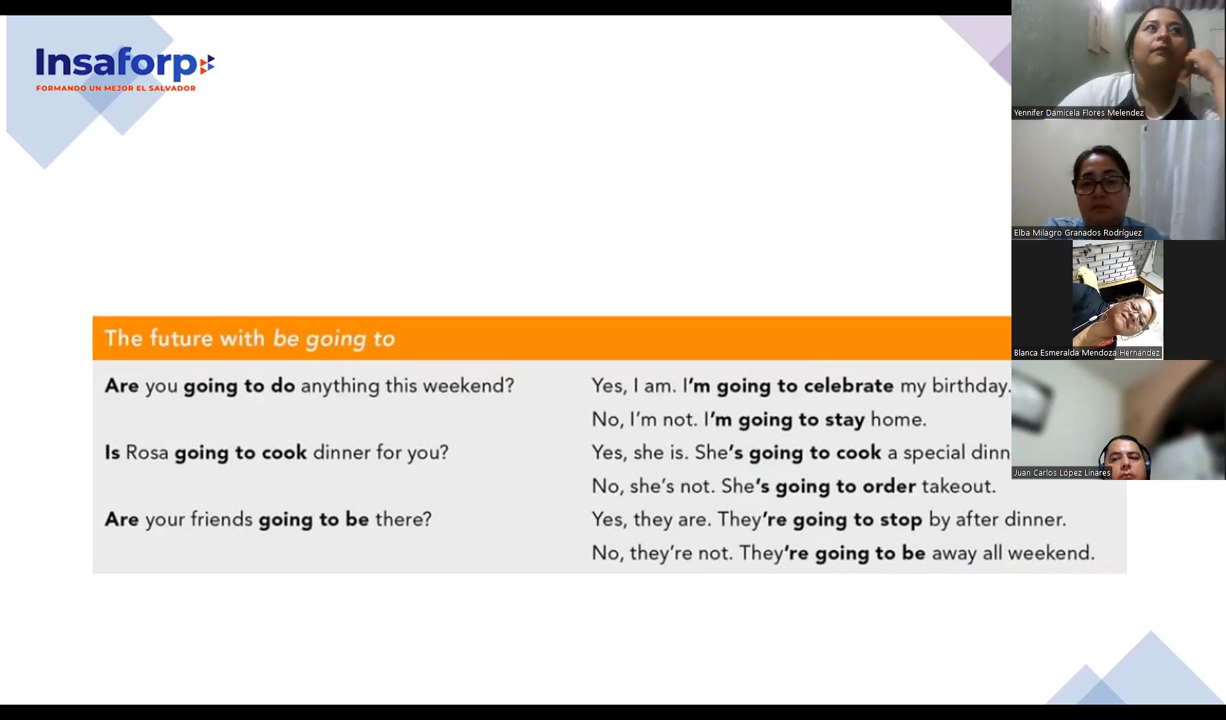 Insaforp
FORMANDO UN MEJOR EL SALVADOR
The future with be going to
Are you going to do anything this weekend?
Yes, I am. I'm going to celebrate my birthday.
No, I'm not. I'm going to stay home.
Is Rosa going to cook dinner for you?
Yes, she is. She's going to cook a special dinn
No, she's not. She's going to order takeout.
Are your friends going to be there?
Yes, they are. They're going to stop by after dinner.
No, they're not. They're going to be away all weekend.
Yennifer Damicela Flores Melendez
Elba Milagro Granados Rodríguez
Blanca Esmeralda Mendoza Hernández
Juan Carlos López Linares